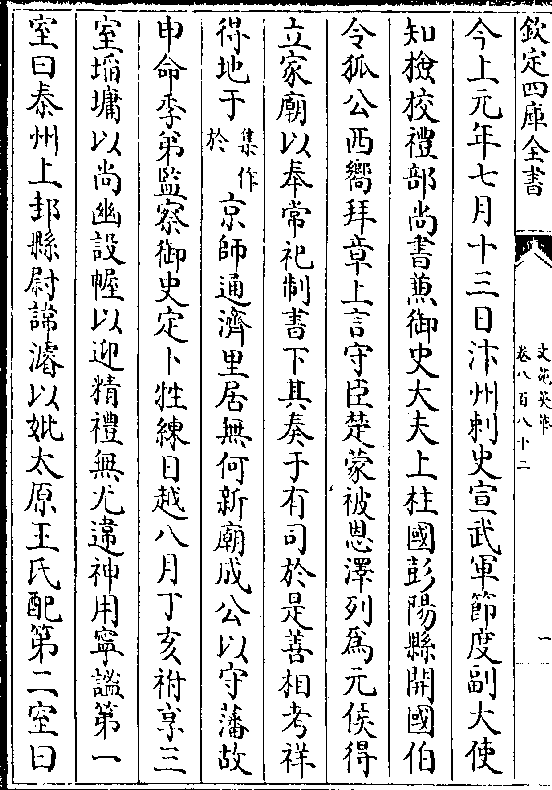 欽定四庫全書
文苑英華
卷八百八十二
一
今上元年七月十三日汴州刺史宣武軍節度副大使
知檢校禮部尚書兼御史大夫上柱國彭陽縣開國伯
令狐公西嚮拜章上言守臣楚蒙被恩澤列為元侯得
立家廟以奉常祀制書下其奏于有司於是善相考祥
得地于集作於京師通濟里居無何新廟成公以守藩故
申命季弟監察御史定卜牲練日越八月丁亥祔享三
室墉墉以尚幽設幄以迎精禮無尤違神用寧謐第一
室曰秦州上邽縣尉諱濬以妣太原王氏配第二室曰